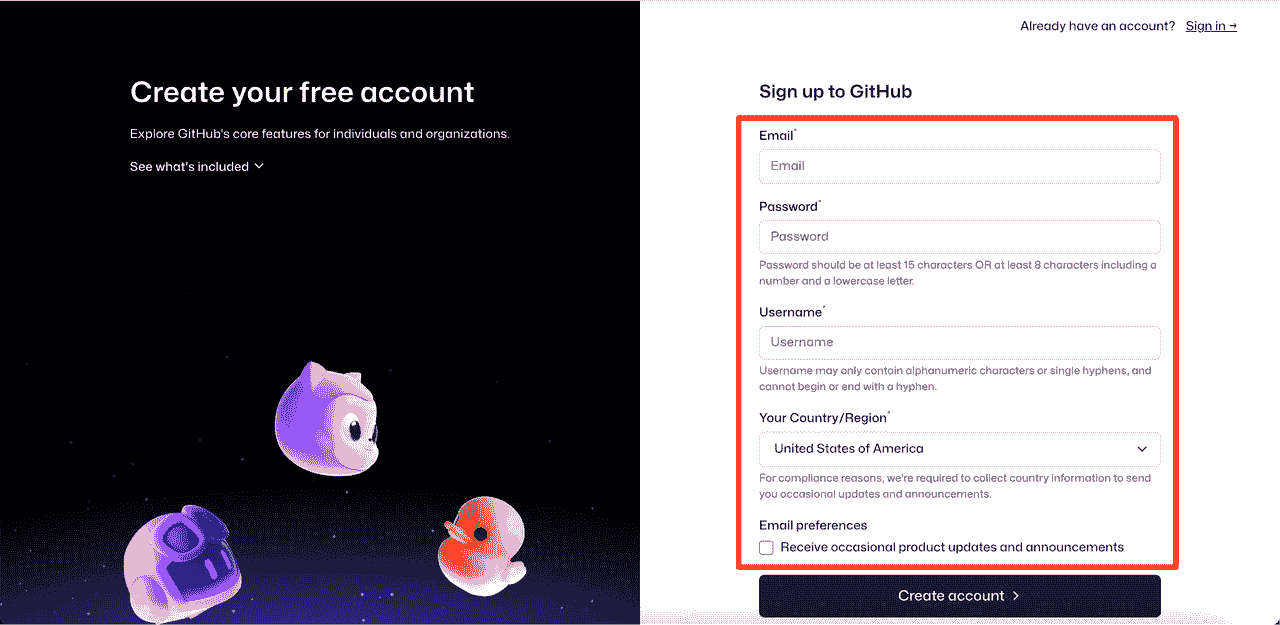 Already have an account? Sign in →
Create your free account
Explore GitHub's core features for individuals and organizations.
See what's included
Sign up to GitHub
Email*
Email
Password*
Password
Password should be at least 15 characters OR at least 8 characters including a
number and a lowercase letter.
Username*
Username
Username may only contain alphanumeric characters or single hyphens, and
cannot begin or end with a hyphen.
Your Country/Region*
United States of America
For compliance reasons, we're required to collect country information to send
you occasional updates and announcements.
Email preferences
Receive occasional product updates and announcements
Create account